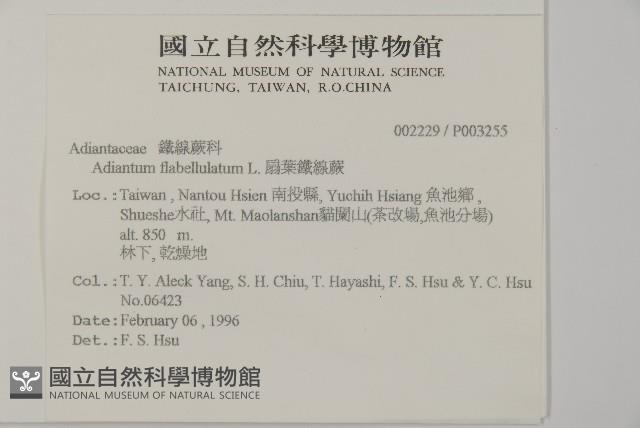 國立自然科學博物館
NATIONAL MUSEUM OF NATURAL SCIENCE
TAICHUNG, TAIWAN, R.O.CHINA
002229 / P003255
Adiantaceae 鐵線蕨科
Adiantum flabellulatum L. 扇葉鐵線蕨
Loc.:Taiwan , Nantou Hsien 南投縣, Yuchih Hsiang 魚池鄉 ,
Shueshe水社, Mt. Maolanshan貓闌山(茶改場,魚池分場)
alt. 850 m.
林下, 乾燥地
Col.:T. Y. Aleck Yang, S. H. Chiu, T. Hayashi, F. S. Hsu & Y. C. Hsu
No.06423
Date:February 06 , 1996
Det.:F. S. Hsu
國立自然科學博物館
NATIONAL MUSEUM OF NATURAL SCIENCE